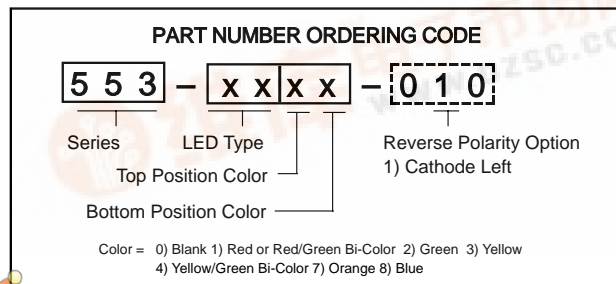 PART NUMBER ORDERING CODE
5 5 3 – x x x x – 0 1 0
Series LED Type Reverse Polarity Option
1) Cathode Left
Top Position Color
Bottom Position Color
Color = 0) Blank 1) Red or Red/Green Bi-Color 2) Green 3) Yellow
4) Yellow/Green Bi-Color 7) Orange 8) Blue